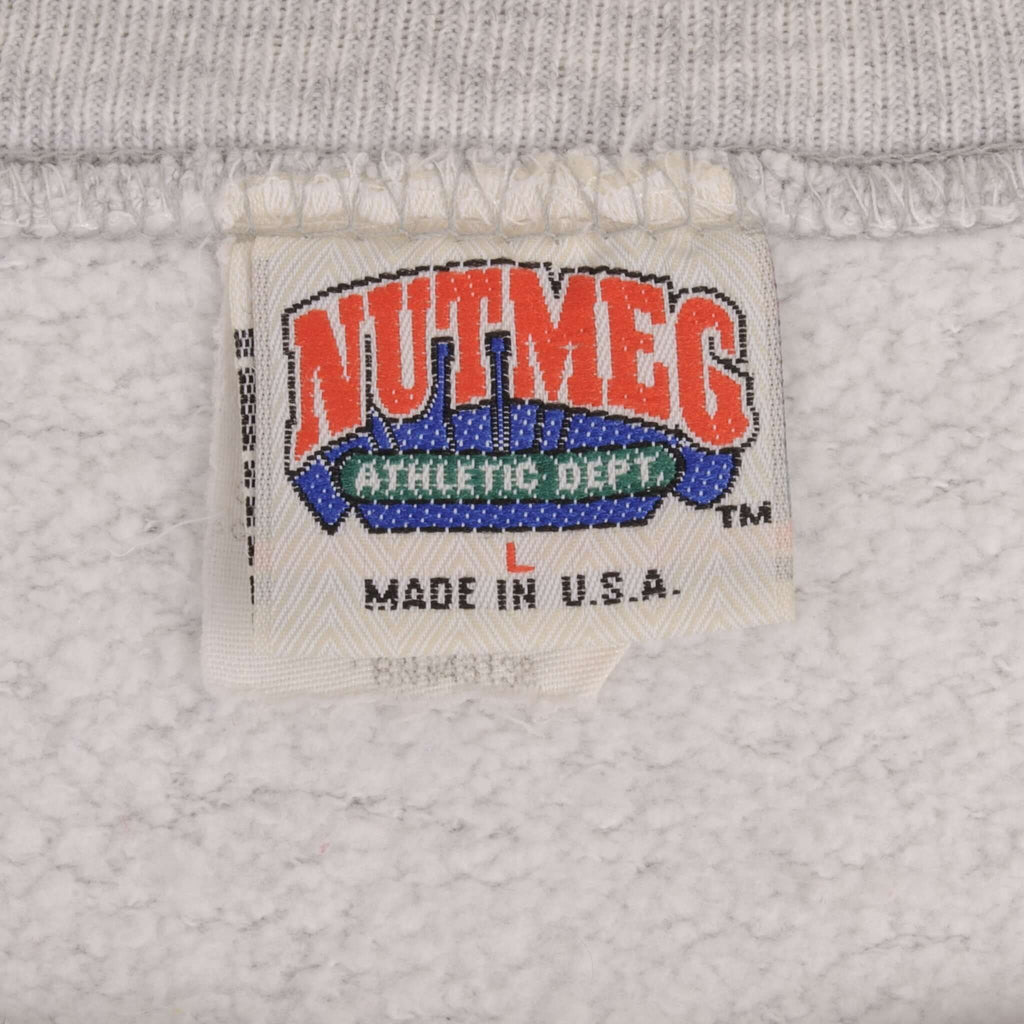 NUTMEG
ATHLETIC DEPT.
TM
L
MADE IN U.S.A.